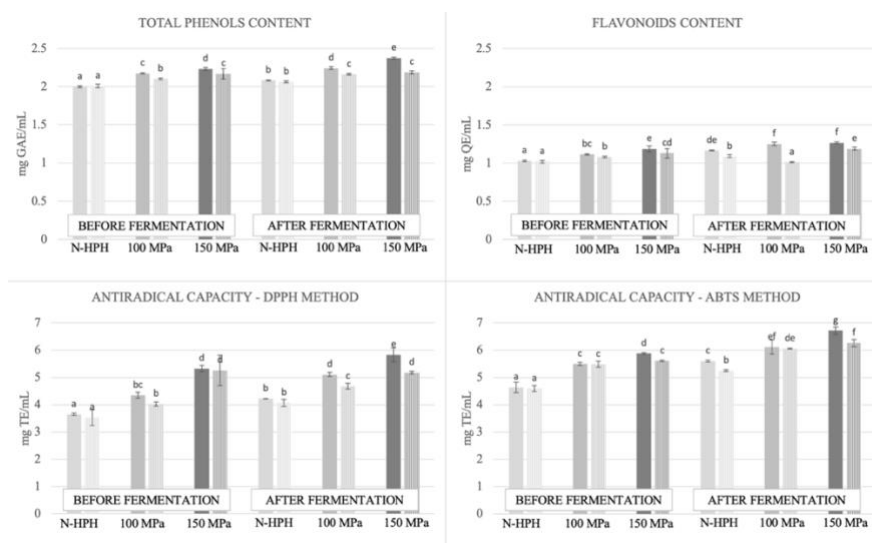 TOTAL PHENOLS CONTENT
2.5
2
1.5
1
0.5
0
mg GAE/mL
a a c b d c b b d c e c
BEFORE FERMENTATION AFTER FERMENTATION
N-HPH 100 MPa 150 MPa N-HPH 100 MPa 150 MPa
FLAVONOIDS CONTENT
2.5
2
1.5
1
0.5
0
mg QE/mL
a a bc b e cd de b f a f e
BEFORE FERMENTATION AFTER FERMENTATION
N-HPH 100 MPa 150 MPa N-HPH 100 MPa 150 MPa
ANTIRADICAL CAPACITY - DPPH METHOD
7
6
5
4
3
2
1
0
mg TE/mL
a a bc b d d c b d c e d
BEFORE FERMENTATION AFTER FERMENTATION
N-HPH 100 MPa 150 MPa N-HPH 100 MPa 150 MPa
ANTIRADICAL CAPACITY - ABTS METHOD
7
6
5
4
3
2
1
0
mg TE/mL
a a c c d c c b ef de g f
BEFORE FERMENTATION AFTER FERMENTATION
N-HPH 100 MPa 150 MPa N-HPH 100 MPa 150 MPa